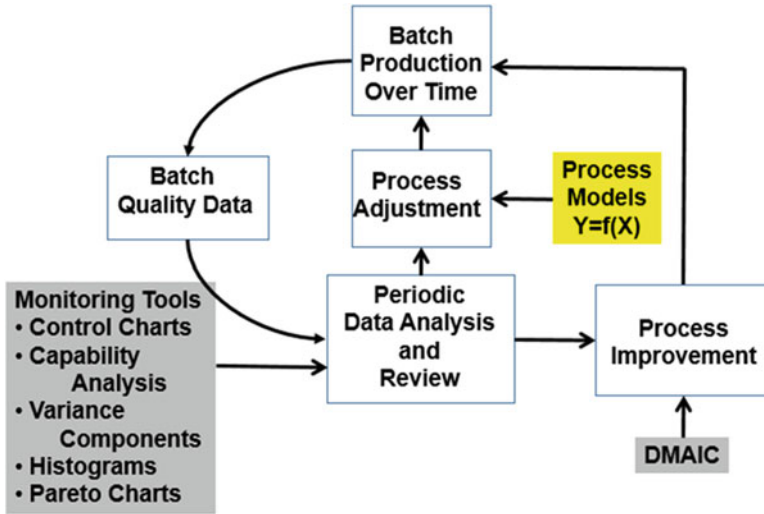 Batch
Production
Over Time
Batch
Quality Data
Process
Adjustment
Process
Models
Y=f(X)
Monitoring Tools
• Control Charts
• Capability
Analysis
• Variance
Components
• Histograms
• Pareto Charts
Periodic
Data Analysis
and
Review
Process
Improvement
DMAIC